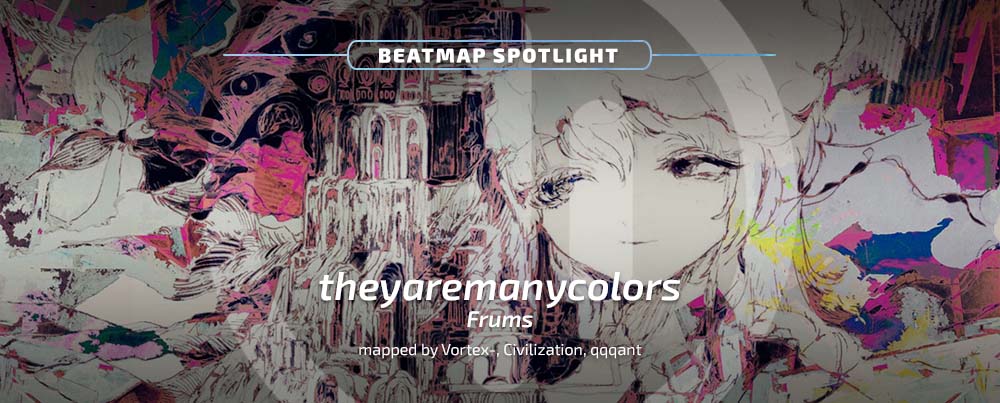 BEATMAP SPOTLIGHT
theyaremanycolors
Frums
mapped by Vortex-, Civilization, qqqant